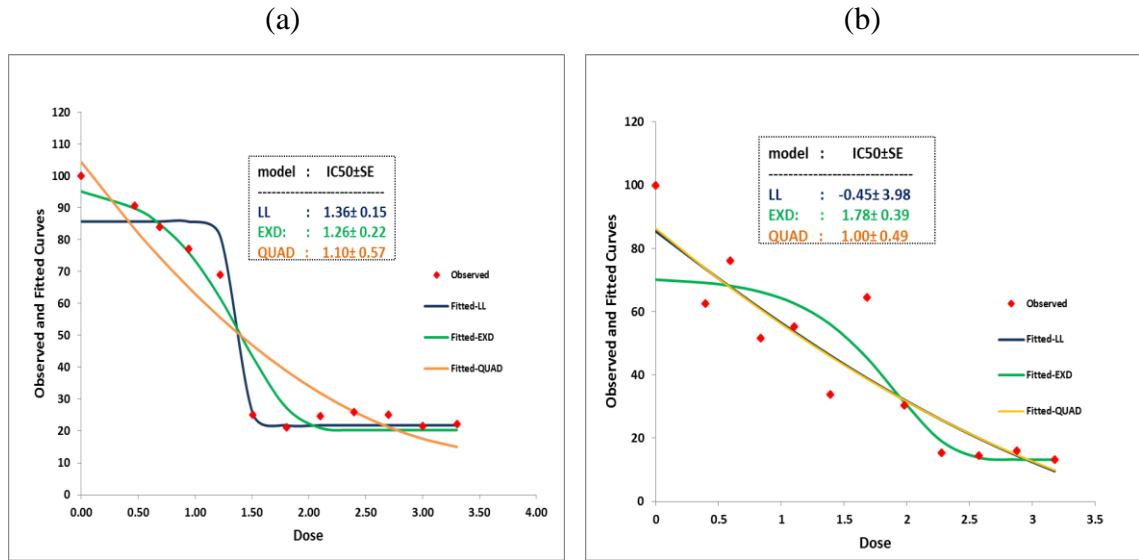 (a)
120
110
100
90
80
70
60
50
40
30
20
10
0
0.00 0.50 1.00 1.50 2.00 2.50 3.00 3.50 4.00
Dose
Observed and Fitted Curves
model : IC50±SE
-------------------------
LL : 1.36± 0.15
EXD: : 1.26± 0.22
QUAD : 1.10± 0.57
Observed
Fitted-LL
Fitted-EXD
Fitted-QUAD
(b)
120
100
80
60
40
20
0
0 0.5 1 1.5 2 2.5 3 3.5
Dose
Observed and Fitted Curves
model : IC50±SE
-------------------------
LL : -0.45± 3.98
EXD: : 1.78± 0.39
QUAD : 1.00± 0.49
Observed
Fitted-LL
Fitted-EXD
Fitted-QUAD